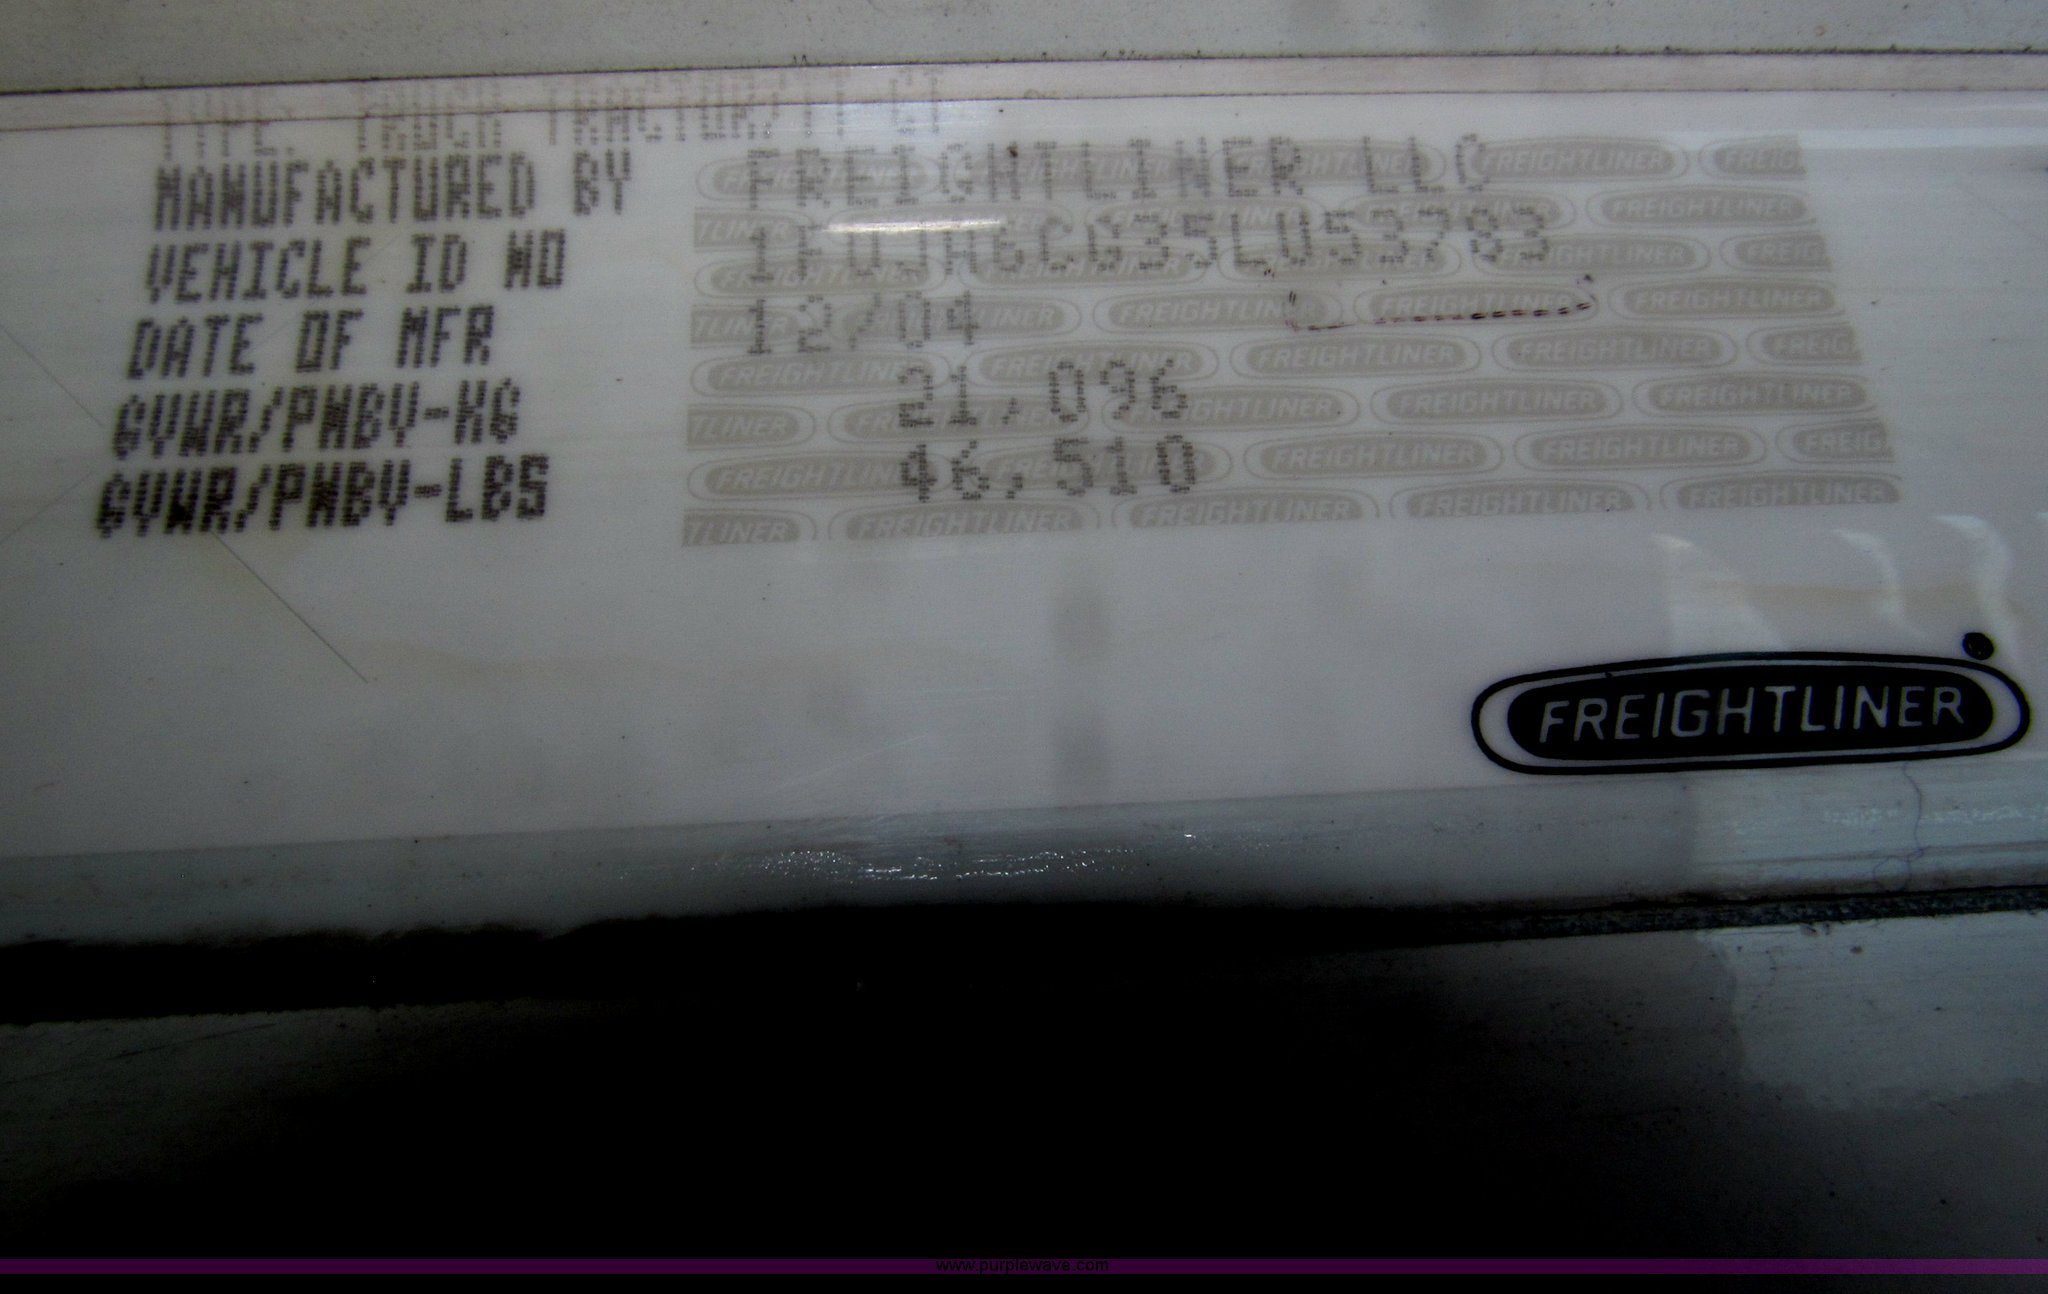 MANUFACTURED BY FREIGHTLINER LLC
VEHICLE ID NO 1FUJA6CG35LU53783
DATE OF MFR 12/04
GVWR/PNBV-KG 21,096
GVWR/PNBV-LBS 46,510
FREIGHTLINER
www.purplewave.com